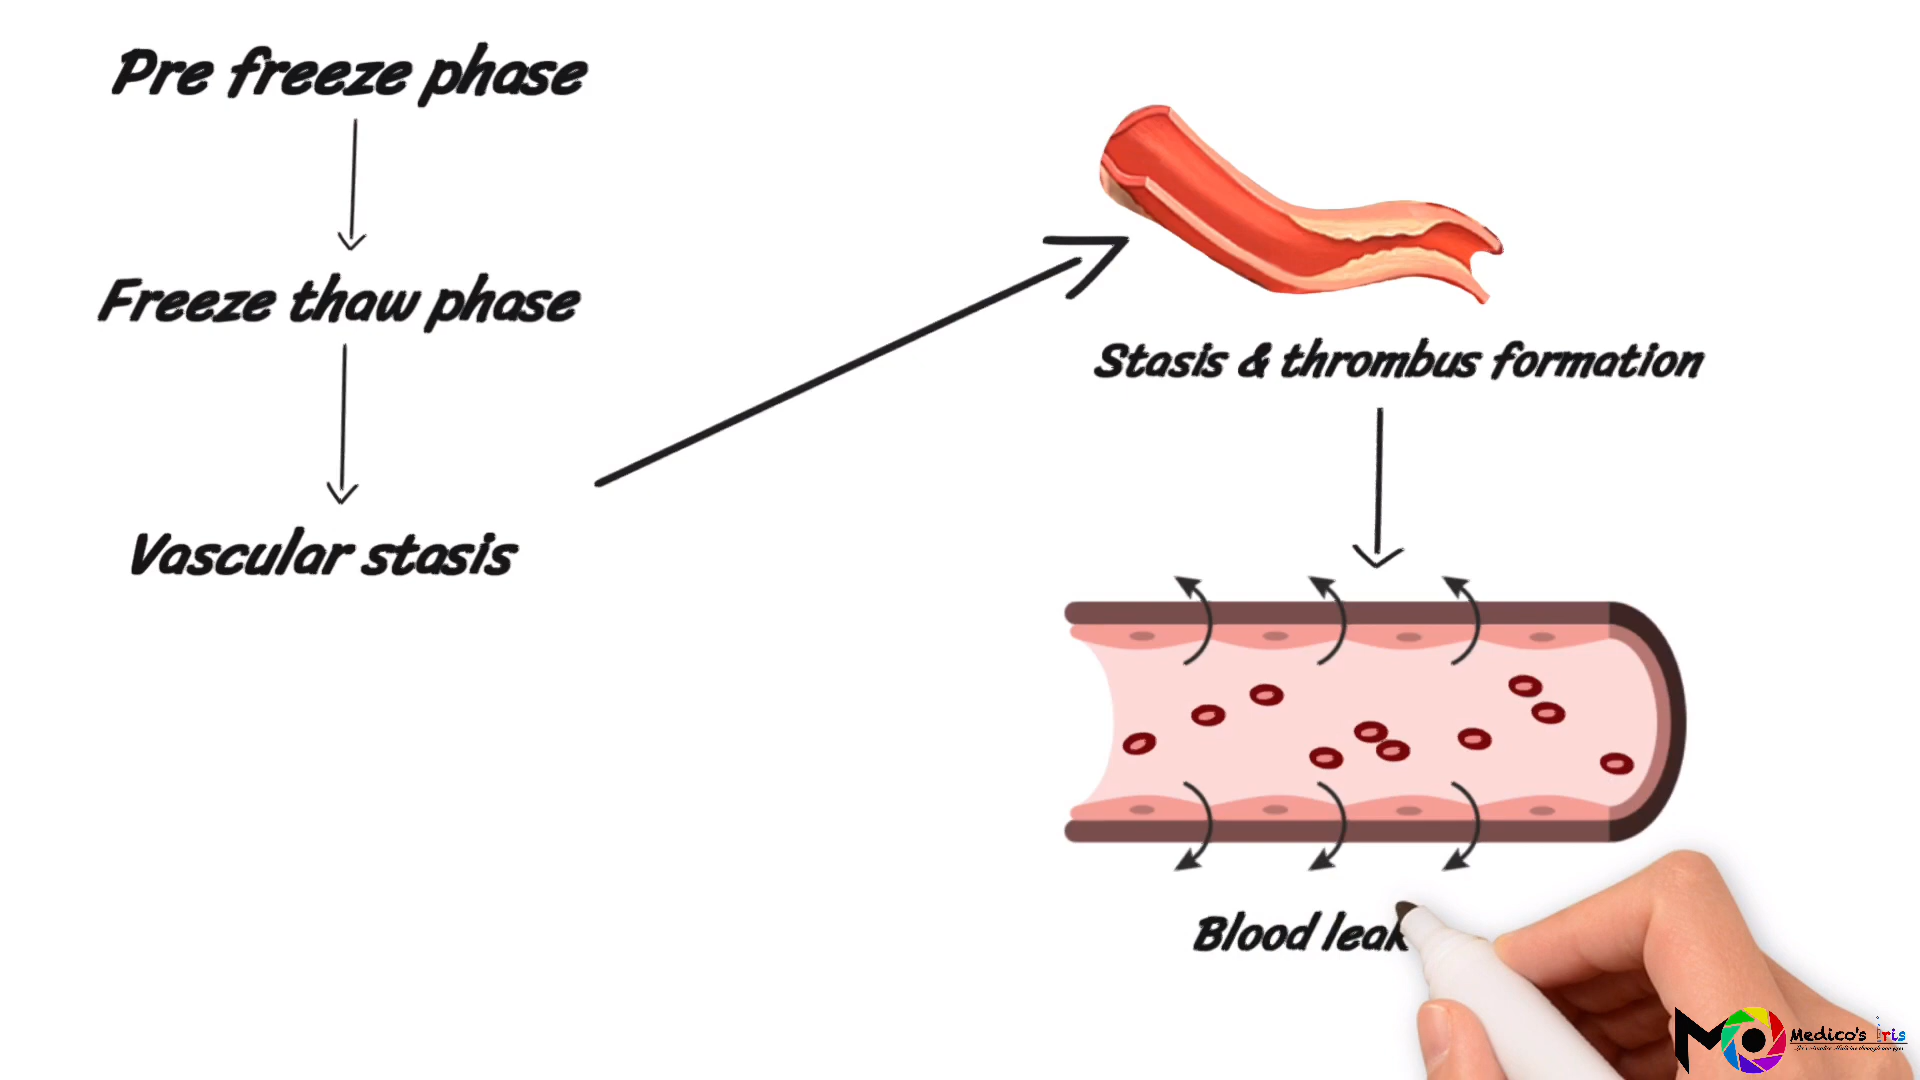 Pre freeze phase
Freeze thaw phase
Vascular stasis
Stasis & thrombus formation
Blood leak
Medico's iris